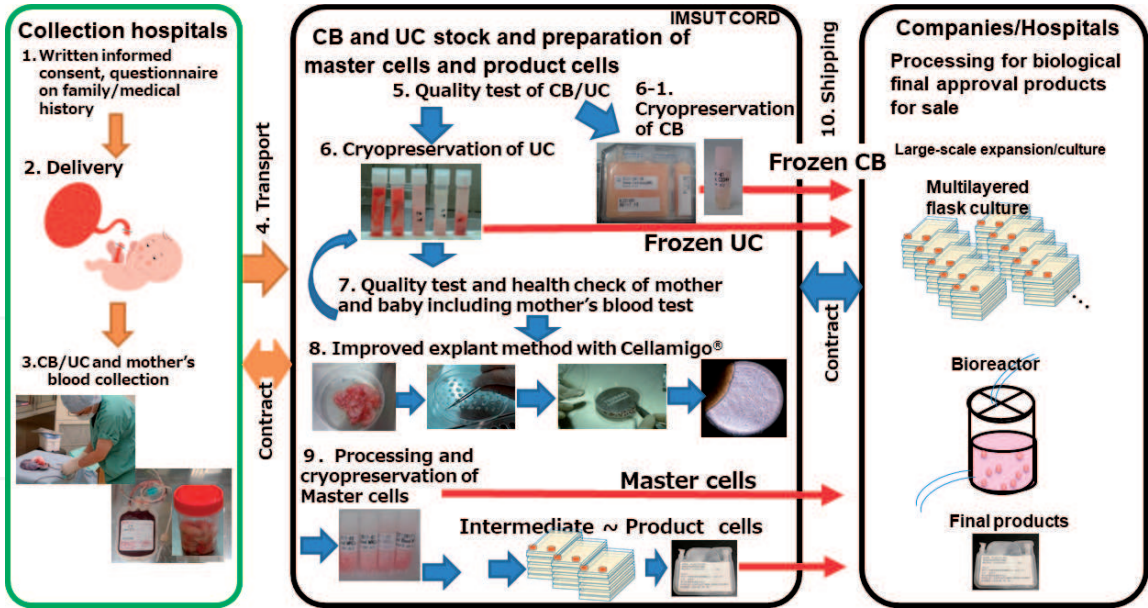 Collection hospitals
1. Written informed
consent, questionnaire
on family/medical
history
2. Delivery
3.CB/UC and mother's
blood collection
4. Transport
Contract
IMSUT CORD
CB and UC stock and preparation of
master cells and product cells
5. Quality test of CB/UC
6-1.
Cryopreservation
of CB
6. Cryopreservation of UC
Frozen CB
Frozen UC
7. Quality test and health check of mother
and baby including mother's blood test
8. Improved explant method with Cellamigo®
9. Processing and
cryopreservation of
Master cells
Master cells
Intermediate ~ Product cells
10. Shipping
Contract
Companies/Hospitals
Processing for biological
final approval products
for sale
Large-scale expansion/culture
Multilayered
flask culture
Bioreactor
Final products